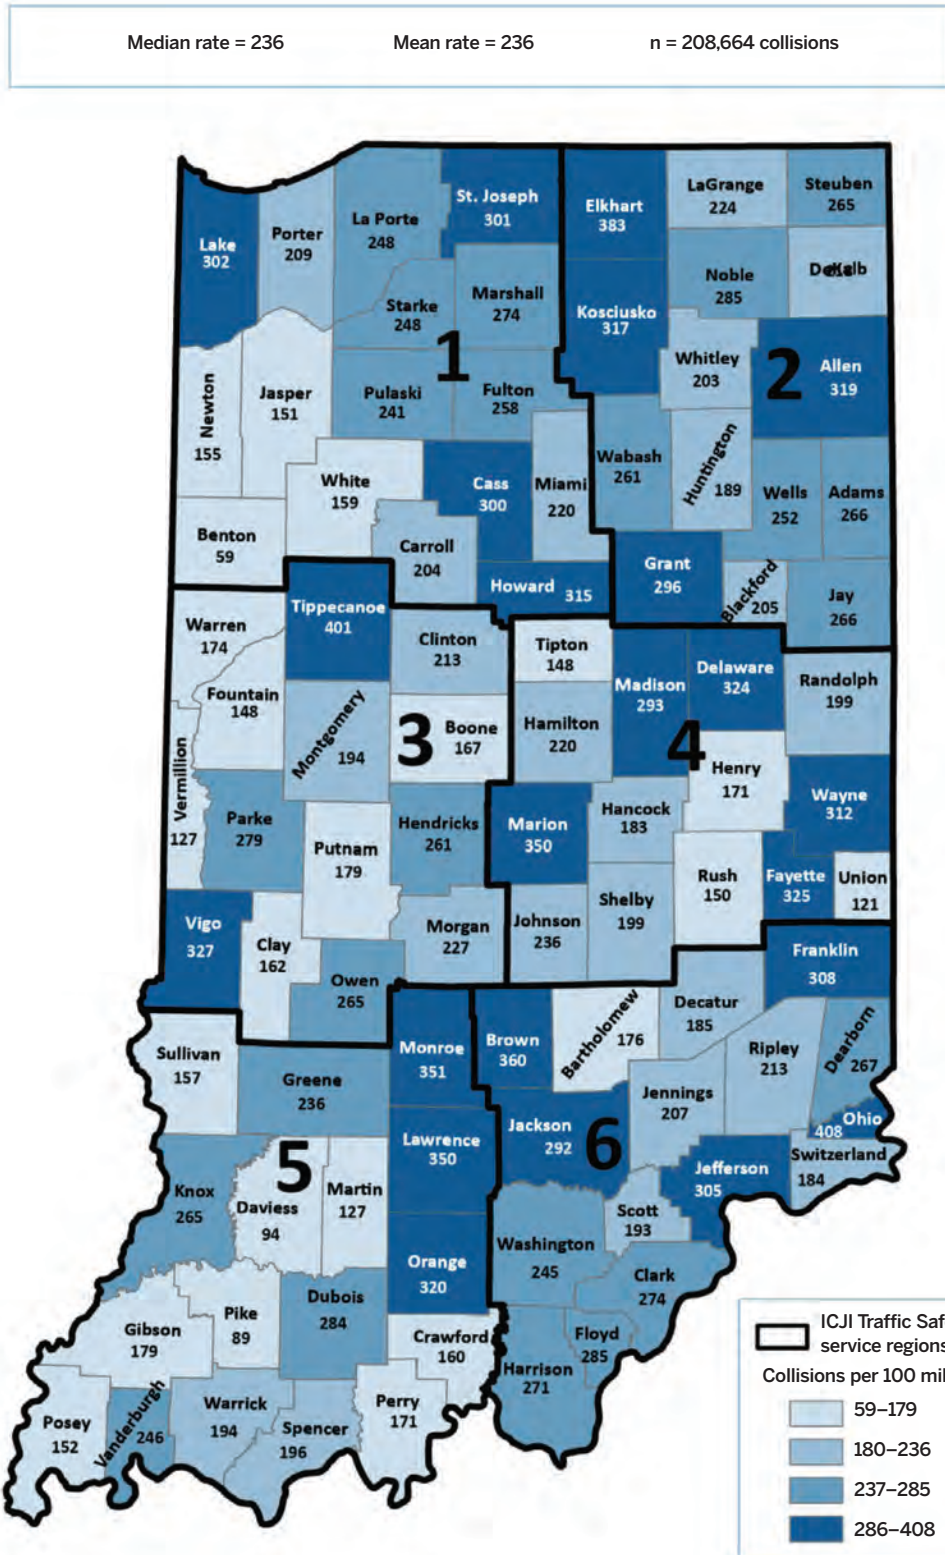 Median rate = 236 Mean rate = 236 n = 208,664 collisions
St. Joseph
301
LaGrange
224
Steuben
265
Elkhart
383
La Porte
248
Porter
209
Lake
302
Noble
285
DeKalb
Marshall
274
Starke
248
Kosciusko
317
1
Whitley
203
2
Allen
319
Newton
155
Jasper
151
Pulaski
241
Fulton
258
Wabash
261
Huntington
189
White
159
Cass
300
Miami
220
Wells
252
Adams
266
Benton
59
Carroll
204
Grant
296
Blackford
205
Jay
266
Howard 315
Tippecanoe
401
Warren
174
Clinton
213
Tipton
148
Delaware
324
Randolph
199
Madison
293
Fountain
148
Montgomery
194
3
Boone
167
Hamilton
220
4
Henry
171
Vermillion
127
Parke
279
Hendricks
261
Marion
350
Hancock
183
Wayne
312
Putnam
179
Rush
150
Fayette
325
Union
121
Vigo
327
Clay
162
Morgan
227
Johnson
236
Shelby
199
Owen
265
Franklin
308
Decatur
185
Bartholomew
176
Brown
360
Monroe
351
Sullivan
157
Greene
236
Ripley
213
Dearborn
267
Jennings
207
Ohio
408
Jackson
292
6
Lawrence
350
5
Switzerland
184
Jefferson
305
Knox
265
Daviess
94
Martin
127
Scott
193
Washington
245
Orange
320
Clark
274
Dubois
284
Pike
89
Gibson
179
Crawford
160
Floyd
285
Harrison
271
Perry
171
Warrick
194
Spencer
196
Vanderburgh
246
Posey
152
ICJI Traffic Saf
service regions
Collisions per 100 mil
59–179
180–236
237–285
286–408